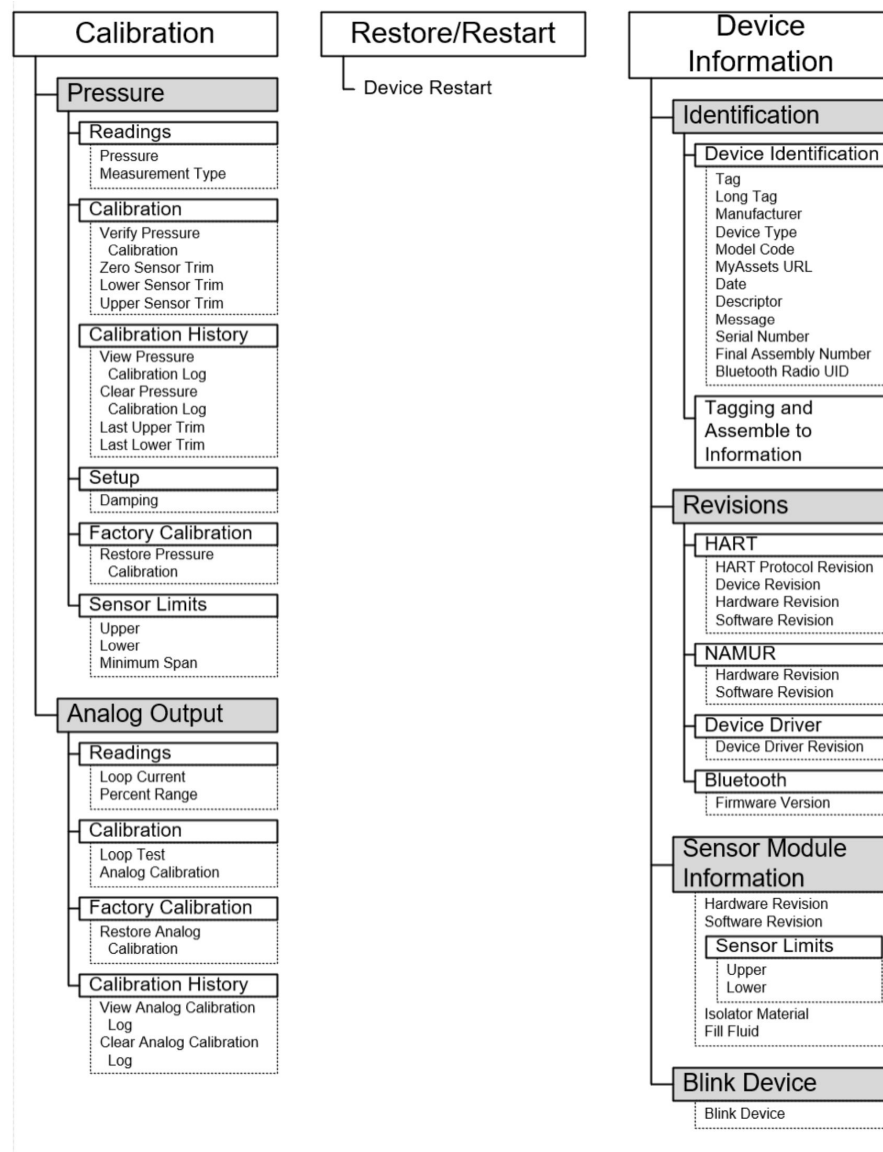 Calibration
Pressure
Readings
Pressure
Measurement Type
Calibration
Verify Pressure
Calibration
Zero Sensor Trim
Lower Sensor Trim
Upper Sensor Trim
Calibration History
View Pressure
Calibration Log
Clear Pressure
Calibration Log
Last Upper Trim
Last Lower Trim
Setup
Damping
Factory Calibration
Restore Pressure
Calibration
Sensor Limits
Upper
Lower
Minimum Span
Analog Output
Readings
Loop Current
Percent Range
Calibration
Loop Test
Analog Calibration
Factory Calibration
Restore Analog
Calibration
Calibration History
View Analog Calibration
Log
Clear Analog Calibration
Log
Restore/Restart
Device Restart
Device
Information
Identification
Device Identification
Tag
Long Tag
Manufacturer
Device Type
Model Code
MyAssets URL
Date
Descriptor
Message
Serial Number
Final Assembly Number
Bluetooth Radio UID
Tagging and
Assemble to
Information
Revisions
HART
HART Protocol Revision
Device Revision
Hardware Revision
Software Revision
NAMUR
Hardware Revision
Software Revision
Device Driver
Device Driver Revision
Bluetooth
Firmware Version
Sensor Module
Information
Hardware Revision
Software Revision
Sensor Limits
Upper
Lower
Isolator Material
Fill Fluid
Blink Device
Blink Device